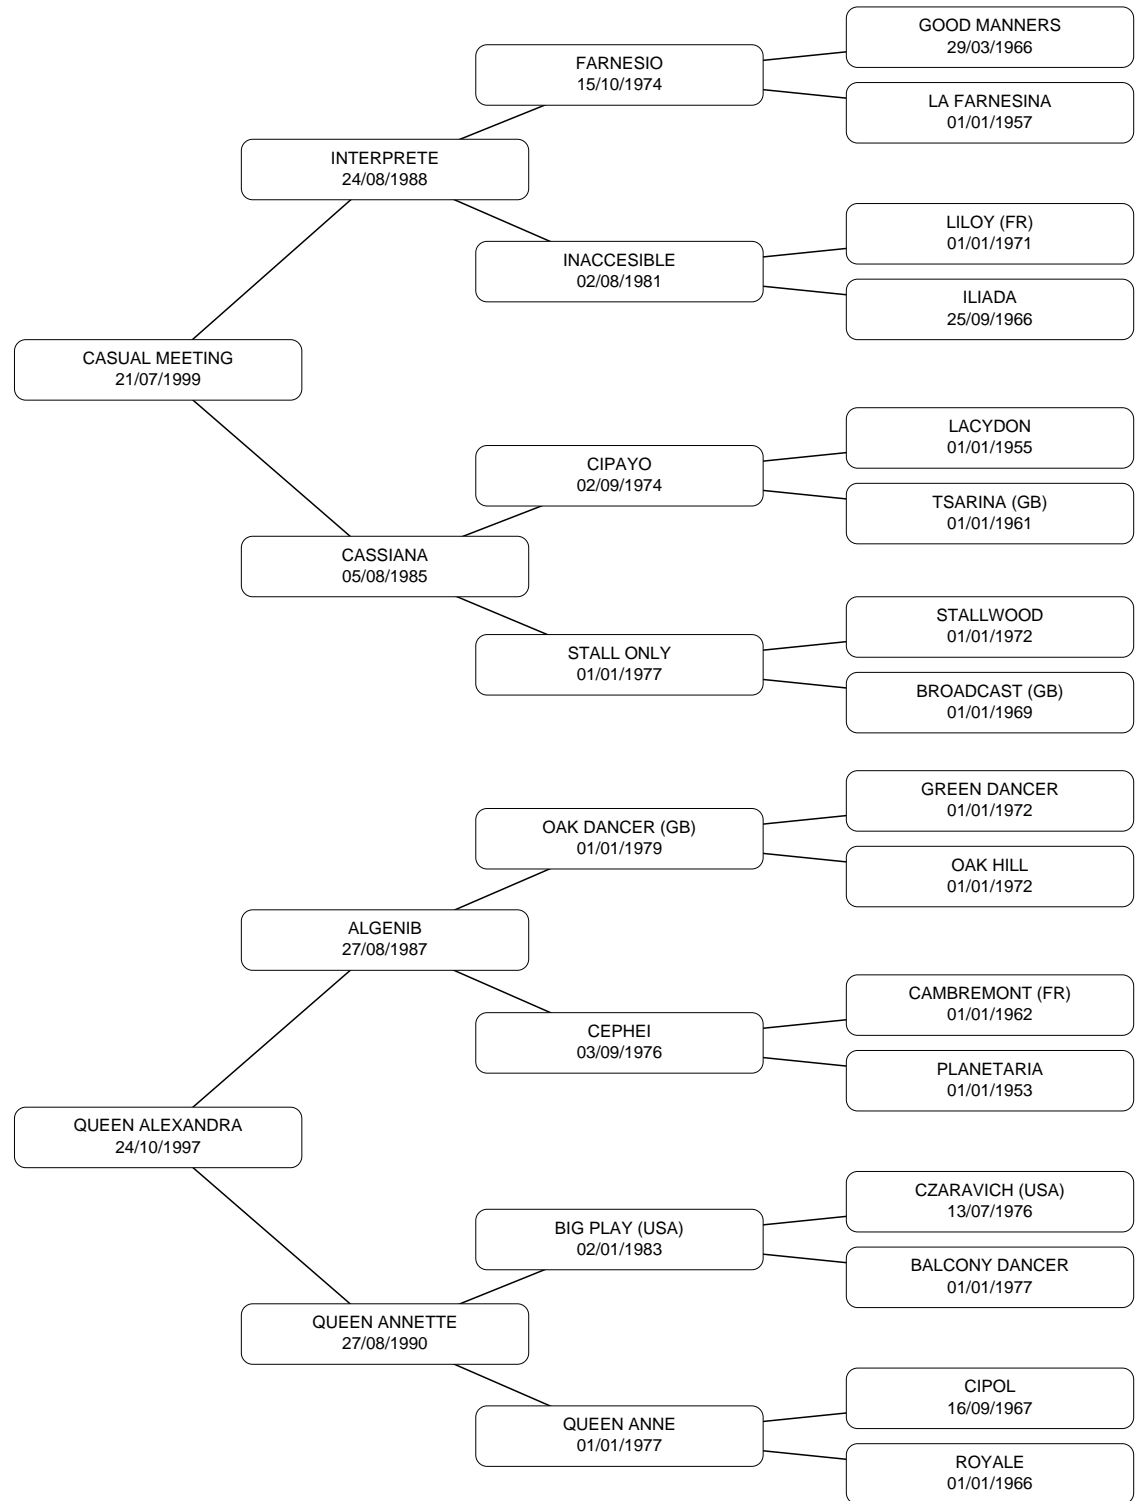 GOOD MANNERS
29/03/1966
FARNESIO
15/10/1974
LA FARNESINA
01/01/1957
INTERPRETE
24/08/1988
LILOY (FR)
01/01/1971
INACCESIBLE
02/08/1981
ILIADA
25/09/1966
CASUAL MEETING
21/07/1999
LACYDON
01/01/1955
CIPAYO
02/09/1974
TSARINA (GB)
01/01/1961
CASSIANA
05/08/1985
STALLWOOD
01/01/1972
STALL ONLY
01/01/1977
BROADCAST (GB)
01/01/1969
GREEN DANCER
01/01/1972
OAK DANCER (GB)
01/01/1979
OAK HILL
01/01/1972
ALGENIB
27/08/1987
CAMBREMONT (FR)
01/01/1962
CEPHEI
03/09/1976
PLANETARIA
01/01/1953
QUEEN ALEXANDRA
24/10/1997
CZARAVICH (USA)
13/07/1976
BIG PLAY (USA)
02/01/1983
BALCONY DANCER
01/01/1977
QUEEN ANNETTE
27/08/1990
CIPOL
16/09/1967
QUEEN ANNE
01/01/1977
ROYALE
01/01/1966